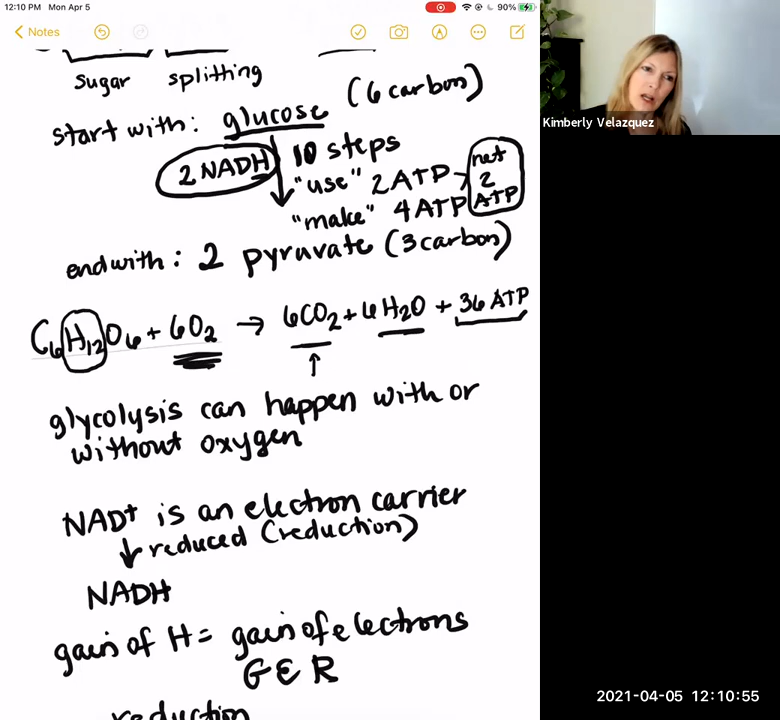 12:10 PM Mon Apr 5
90%
Notes
Kimberly Velazquez
sugar splitting
start with: glucose (6 carbon)
2 NADH
10 steps
"use" 2 ATP
"make" 4 ATP
net
2
ATP
end with: 2 pyruvate (3 carbon)
C6H12O6 + 6O2 → 6CO2 + 6H2O + 36 ATP
↑
glycolysis can happen with or
without oxygen
NAD+ is an electron carrier
↓ reduced (reduction)
NADH
gain of H = gain of electrons
G E R
reduction
2021-04-05 12:10:55